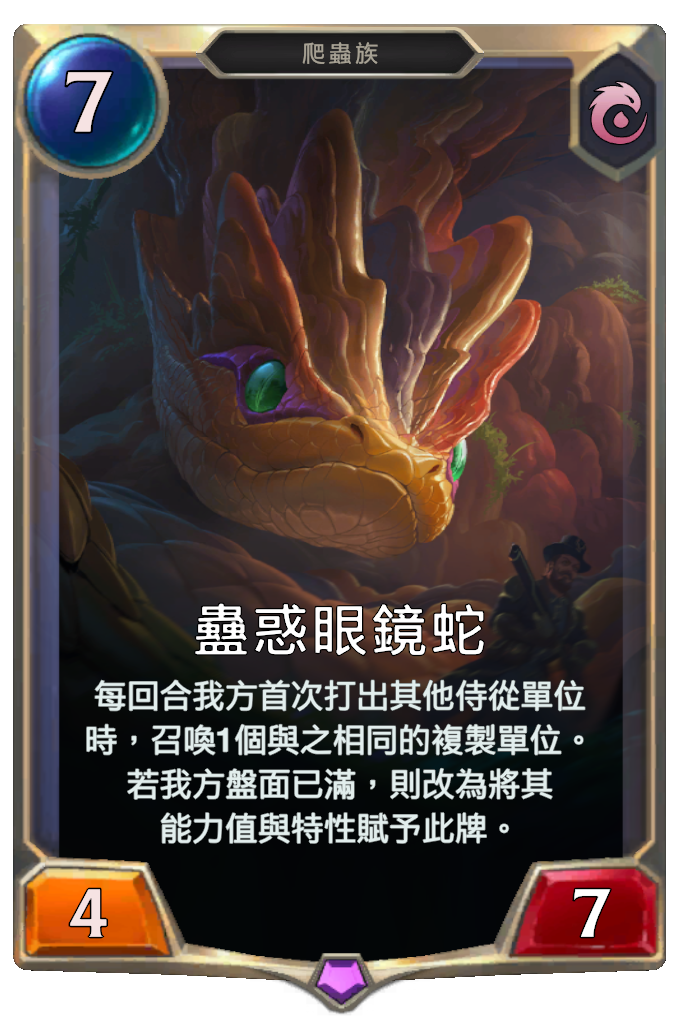 7
爬蟲族
蠱惑眼鏡蛇
每回合我方首次打出其他侍從單位
時，召喚1個與之相同的複製單位。
若我方盤面已滿，則改為將其
能力值與特性賦予此牌。
4
7